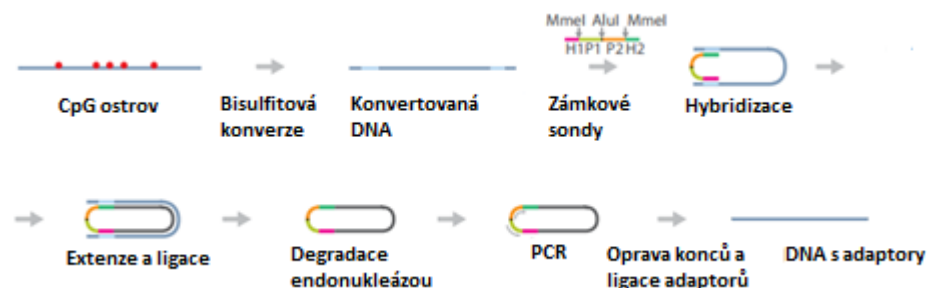 MmeI AluI MmeI
H1P1 P2H2
CpG ostrov
Bisulfitová
konverze
Konvertovaná
DNA
Zámkové
sondy
Hybridizace
Extenze a ligace
Degradace
endonukleázou
PCR
Oprava konců a
ligace adaptorů
DNA s adaptory